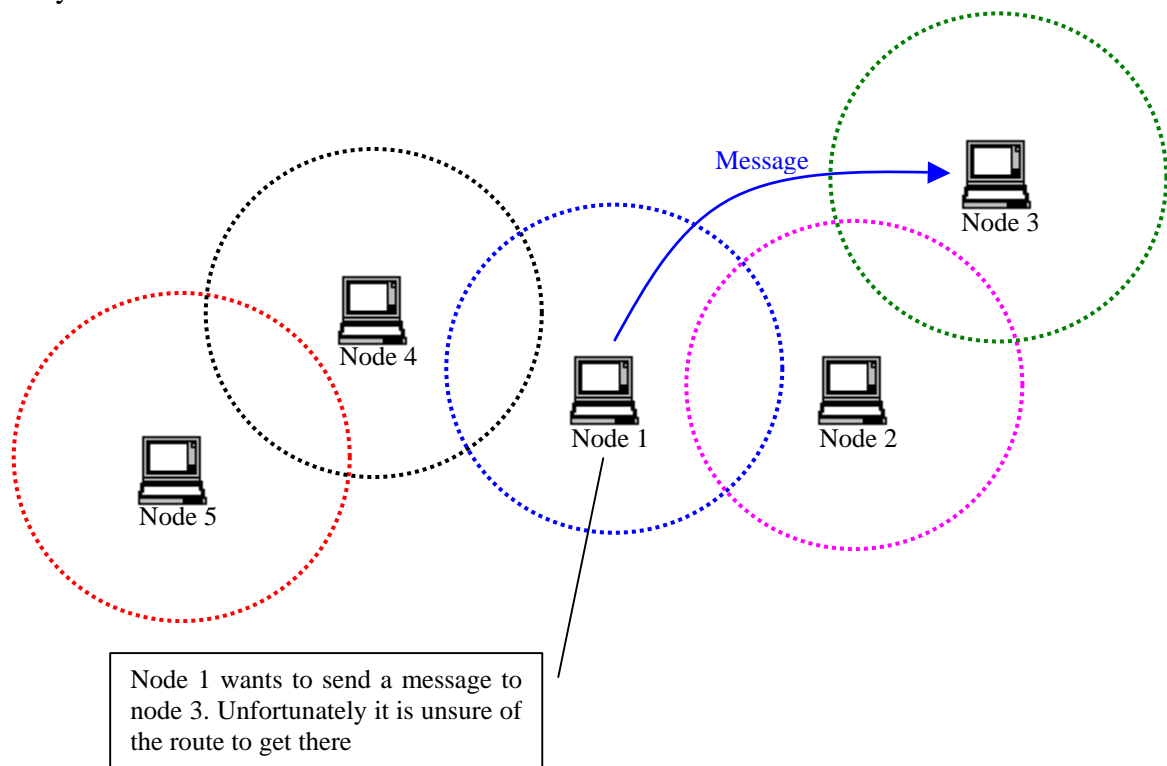 Message
Node 3
Node 4
Node 1
Node 2
Node 5
Node 1 wants to send a message to
node 3. Unfortunately it is unsure of
the route to get there